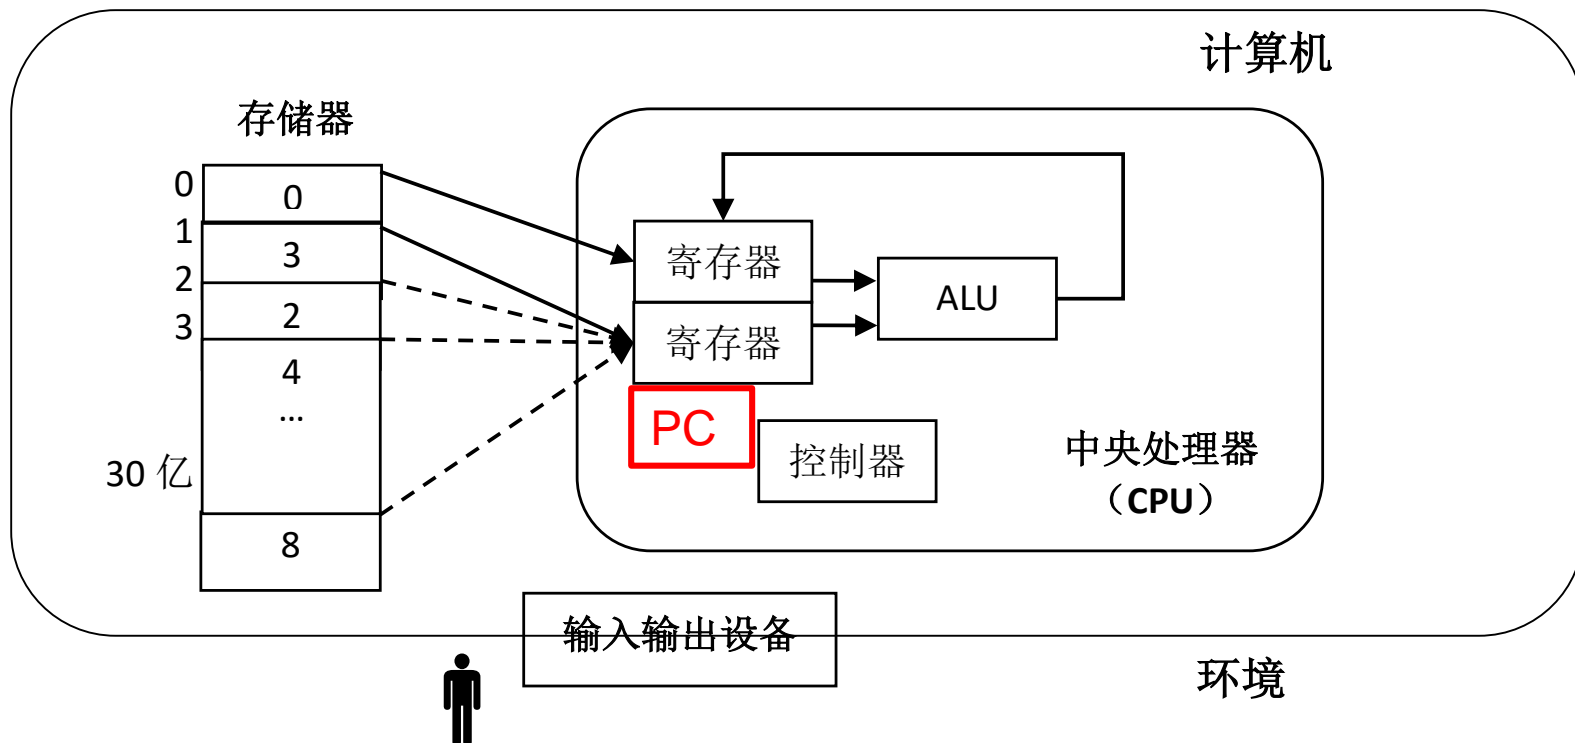 计算机
存储器
0
0
1
3
2
2
3
4
...
30 亿
8
寄存器
寄存器
ALU
PC
控制器
中央处理器
（CPU）
输入输出设备
环境